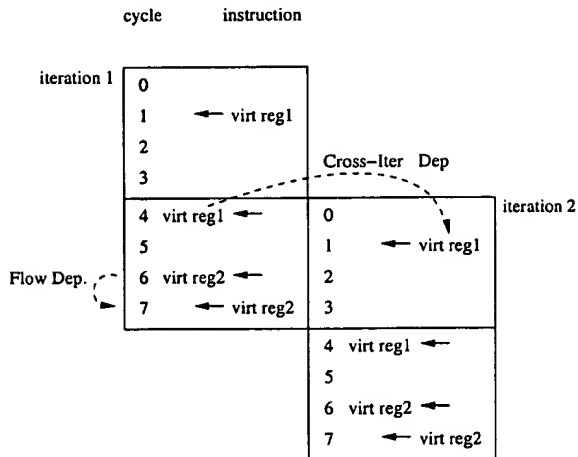 cycle instruction
iteration 1
0
1 virt reg1
2
3
Cross-Iter Dep
4 virt reg1
5
6 virt reg2
7 virt reg2
Flow Dep.
iteration 2
0
1 virt reg1
2
3
4 virt reg1
5
6 virt reg2
7 virt reg2